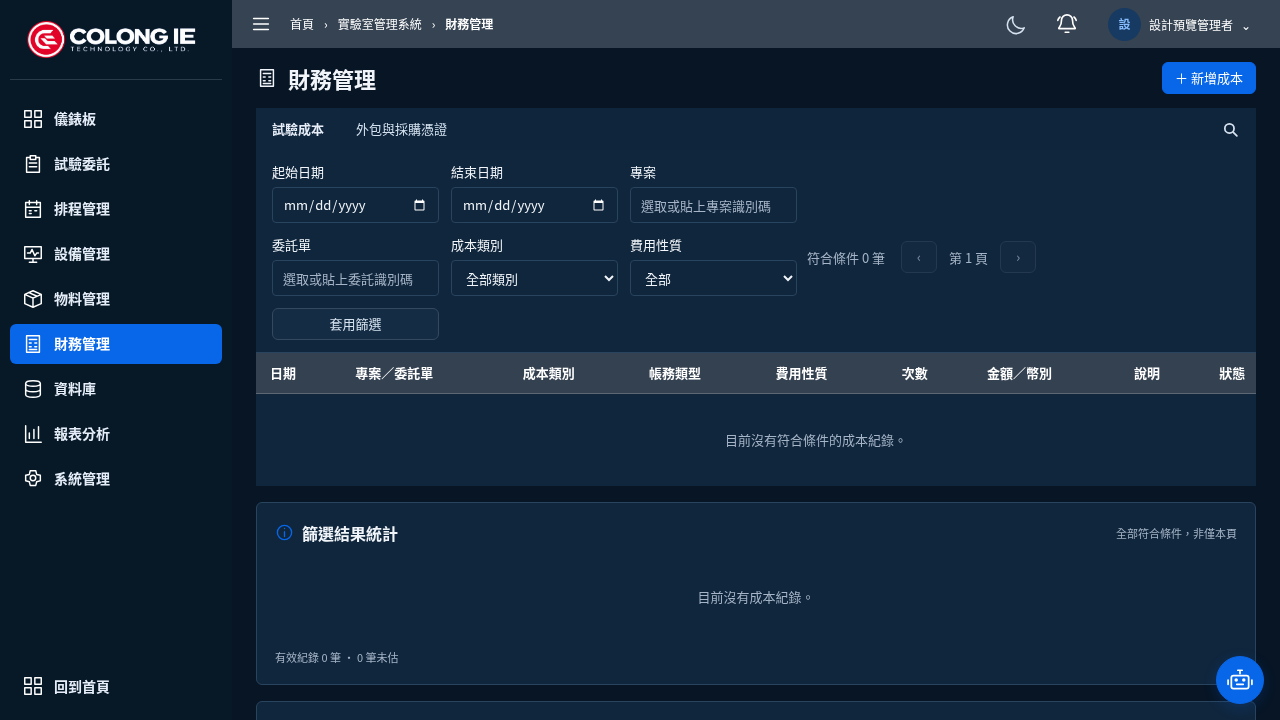 COLONG IE
TECHNOLOGY CO., LTD.
儀錶板
試驗委託
排程管理
設備管理
物料管理
財務管理
資料庫
報表分析
系統管理
回到首頁
首頁 › 實驗室管理系統 › 財務管理
設 設計預覽管理者
財務管理
＋ 新增成本
試驗成本 外包與採購憑證
起始日期 結束日期 專案
mm/dd/yyyy mm/dd/yyyy 選取或貼上專案識別碼
委託單 成本類別 費用性質
選取或貼上委託識別碼 全部類別 全部
符合條件 0 筆 ‹ 第 1 頁 ›
套用篩選
日期 專案／委託單 成本類別 帳務類型 費用性質 次數 金額／幣別 說明 狀態
目前沒有符合條件的成本紀錄。
篩選結果統計 全部符合條件，非僅本頁
目前沒有成本紀錄。
有效紀錄 0 筆 · 0 筆未估